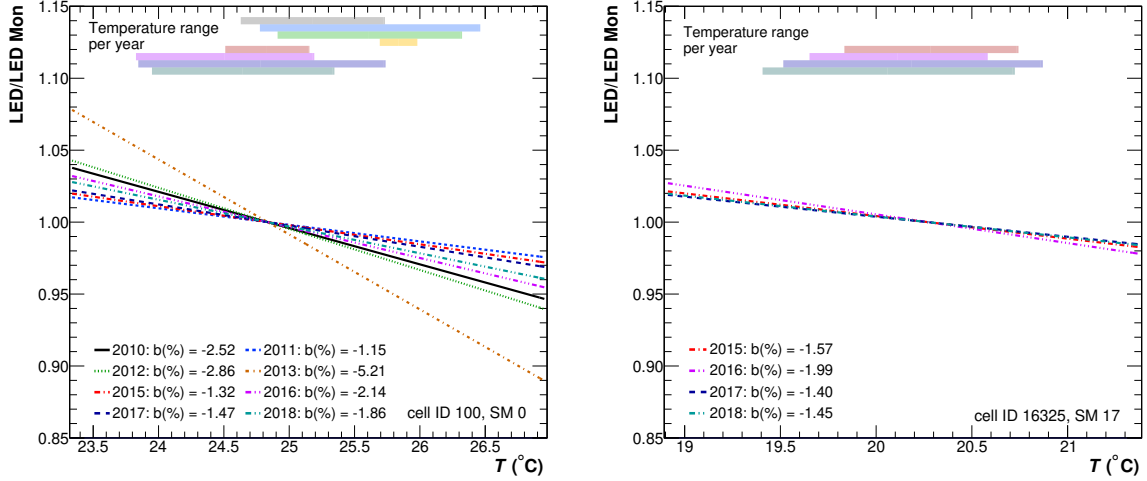 LED/LED Mon
1.15
1.10
1.05
1.00
0.95
0.90
0.85
Temperature range
per year
2010: b(%) = -2.52
2011: b(%) = -1.15
2012: b(%) = -2.86
2013: b(%) = -5.21
2015: b(%) = -1.32
2016: b(%) = -2.14
2017: b(%) = -1.47
2018: b(%) = -1.86
cell ID 100, SM 0
23.5 24 24.5 25 25.5 26 26.5
T (°C)
LED/LED Mon
1.15
1.10
1.05
1.00
0.95
0.90
0.85
Temperature range
per year
2015: b(%) = -1.57
2016: b(%) = -1.99
2017: b(%) = -1.40
2018: b(%) = -1.45
cell ID 16325, SM 17
19 19.5 20 20.5 21
T (°C)